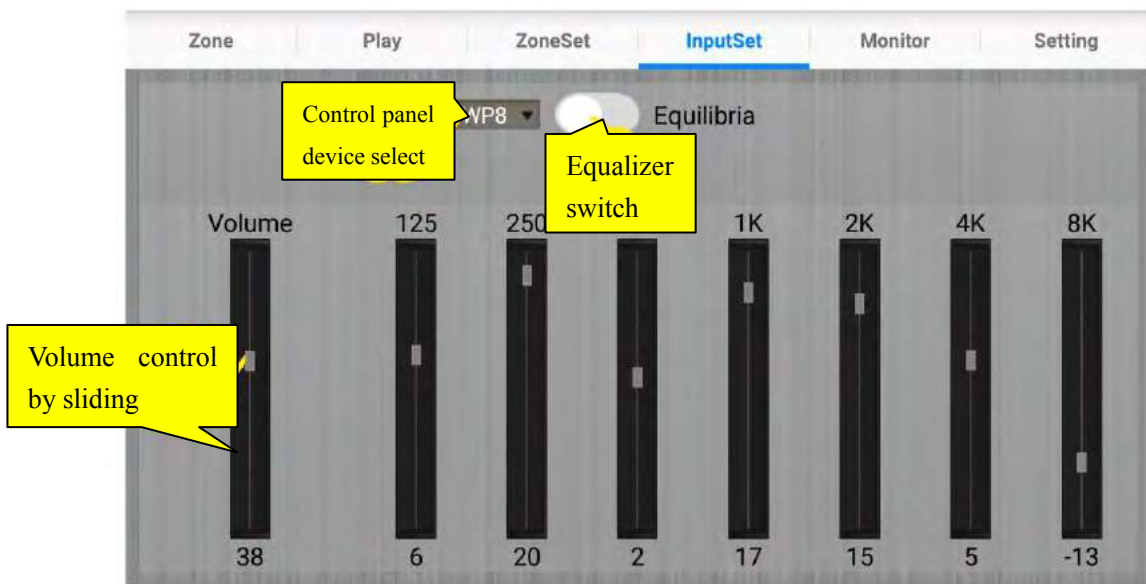 Zone Play ZoneSet InputSet Monitor Setting
Control panel
device select
WP8
Equilibria
Equalizer
switch
Volume 125 250 1K 2K 4K 8K
Volume control
by sliding
38 6 20 2 17 15 5 -13